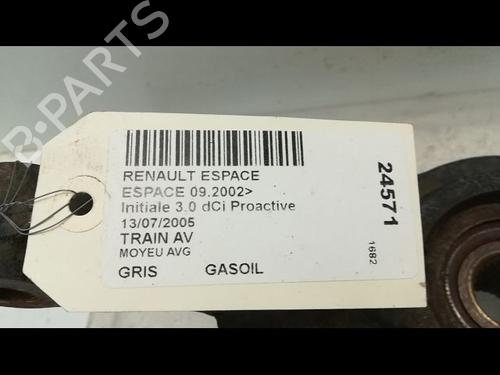 B-PARTS
RENAULT ESPACE
ESPACE 09.2002>
Initiale 3.0 dCi Proactive
13/07/2005
TRAIN AV
MOYEU AVG
GRIS GASOIL
24571
1682